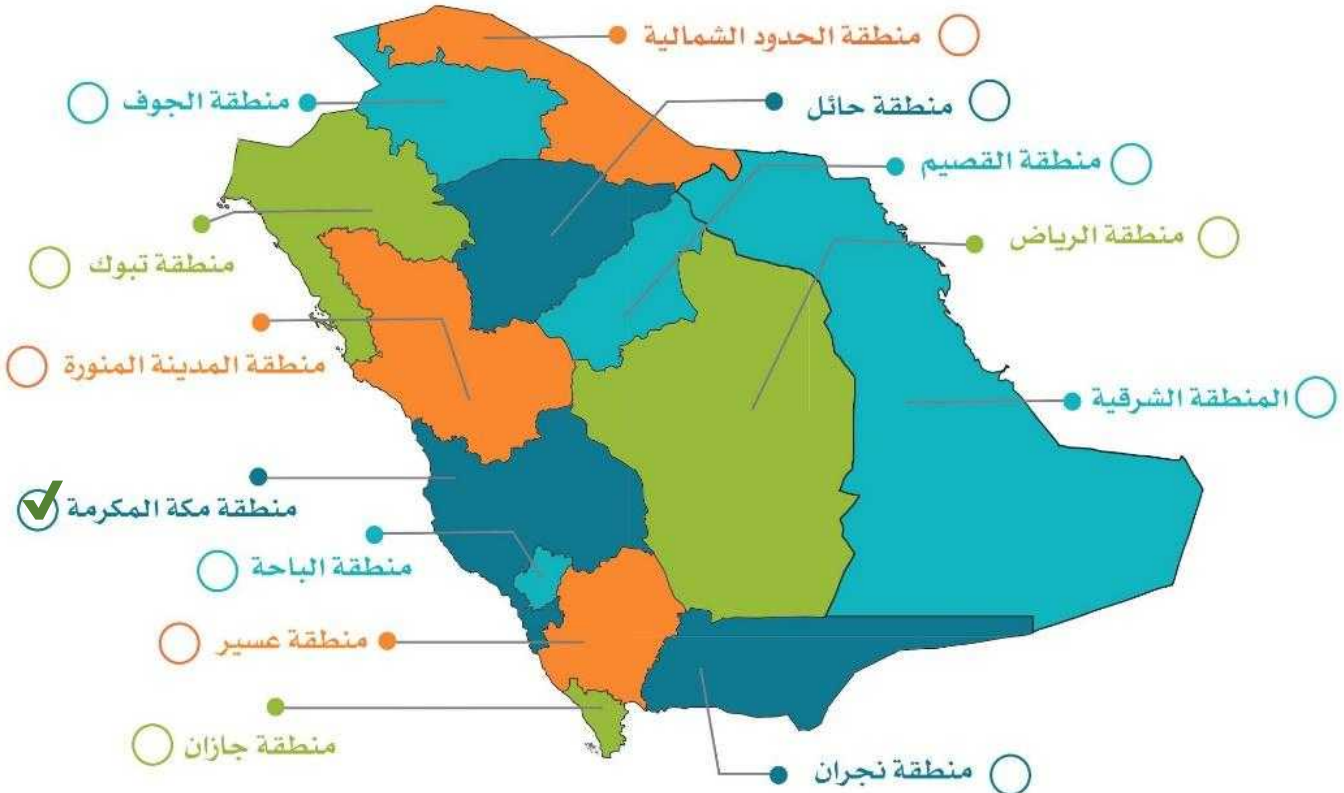 منطقة الحدود الشمالية
منطقة الجوف
منطقة حائل
منطقة القصيم
منطقة الرياض
منطقة تبوك
منطقة المدينة المنورة
المنطقة الشرقية
منطقة مكة المكرمة
منطقة الباحة
منطقة عسير
منطقة جازان
منطقة نجران